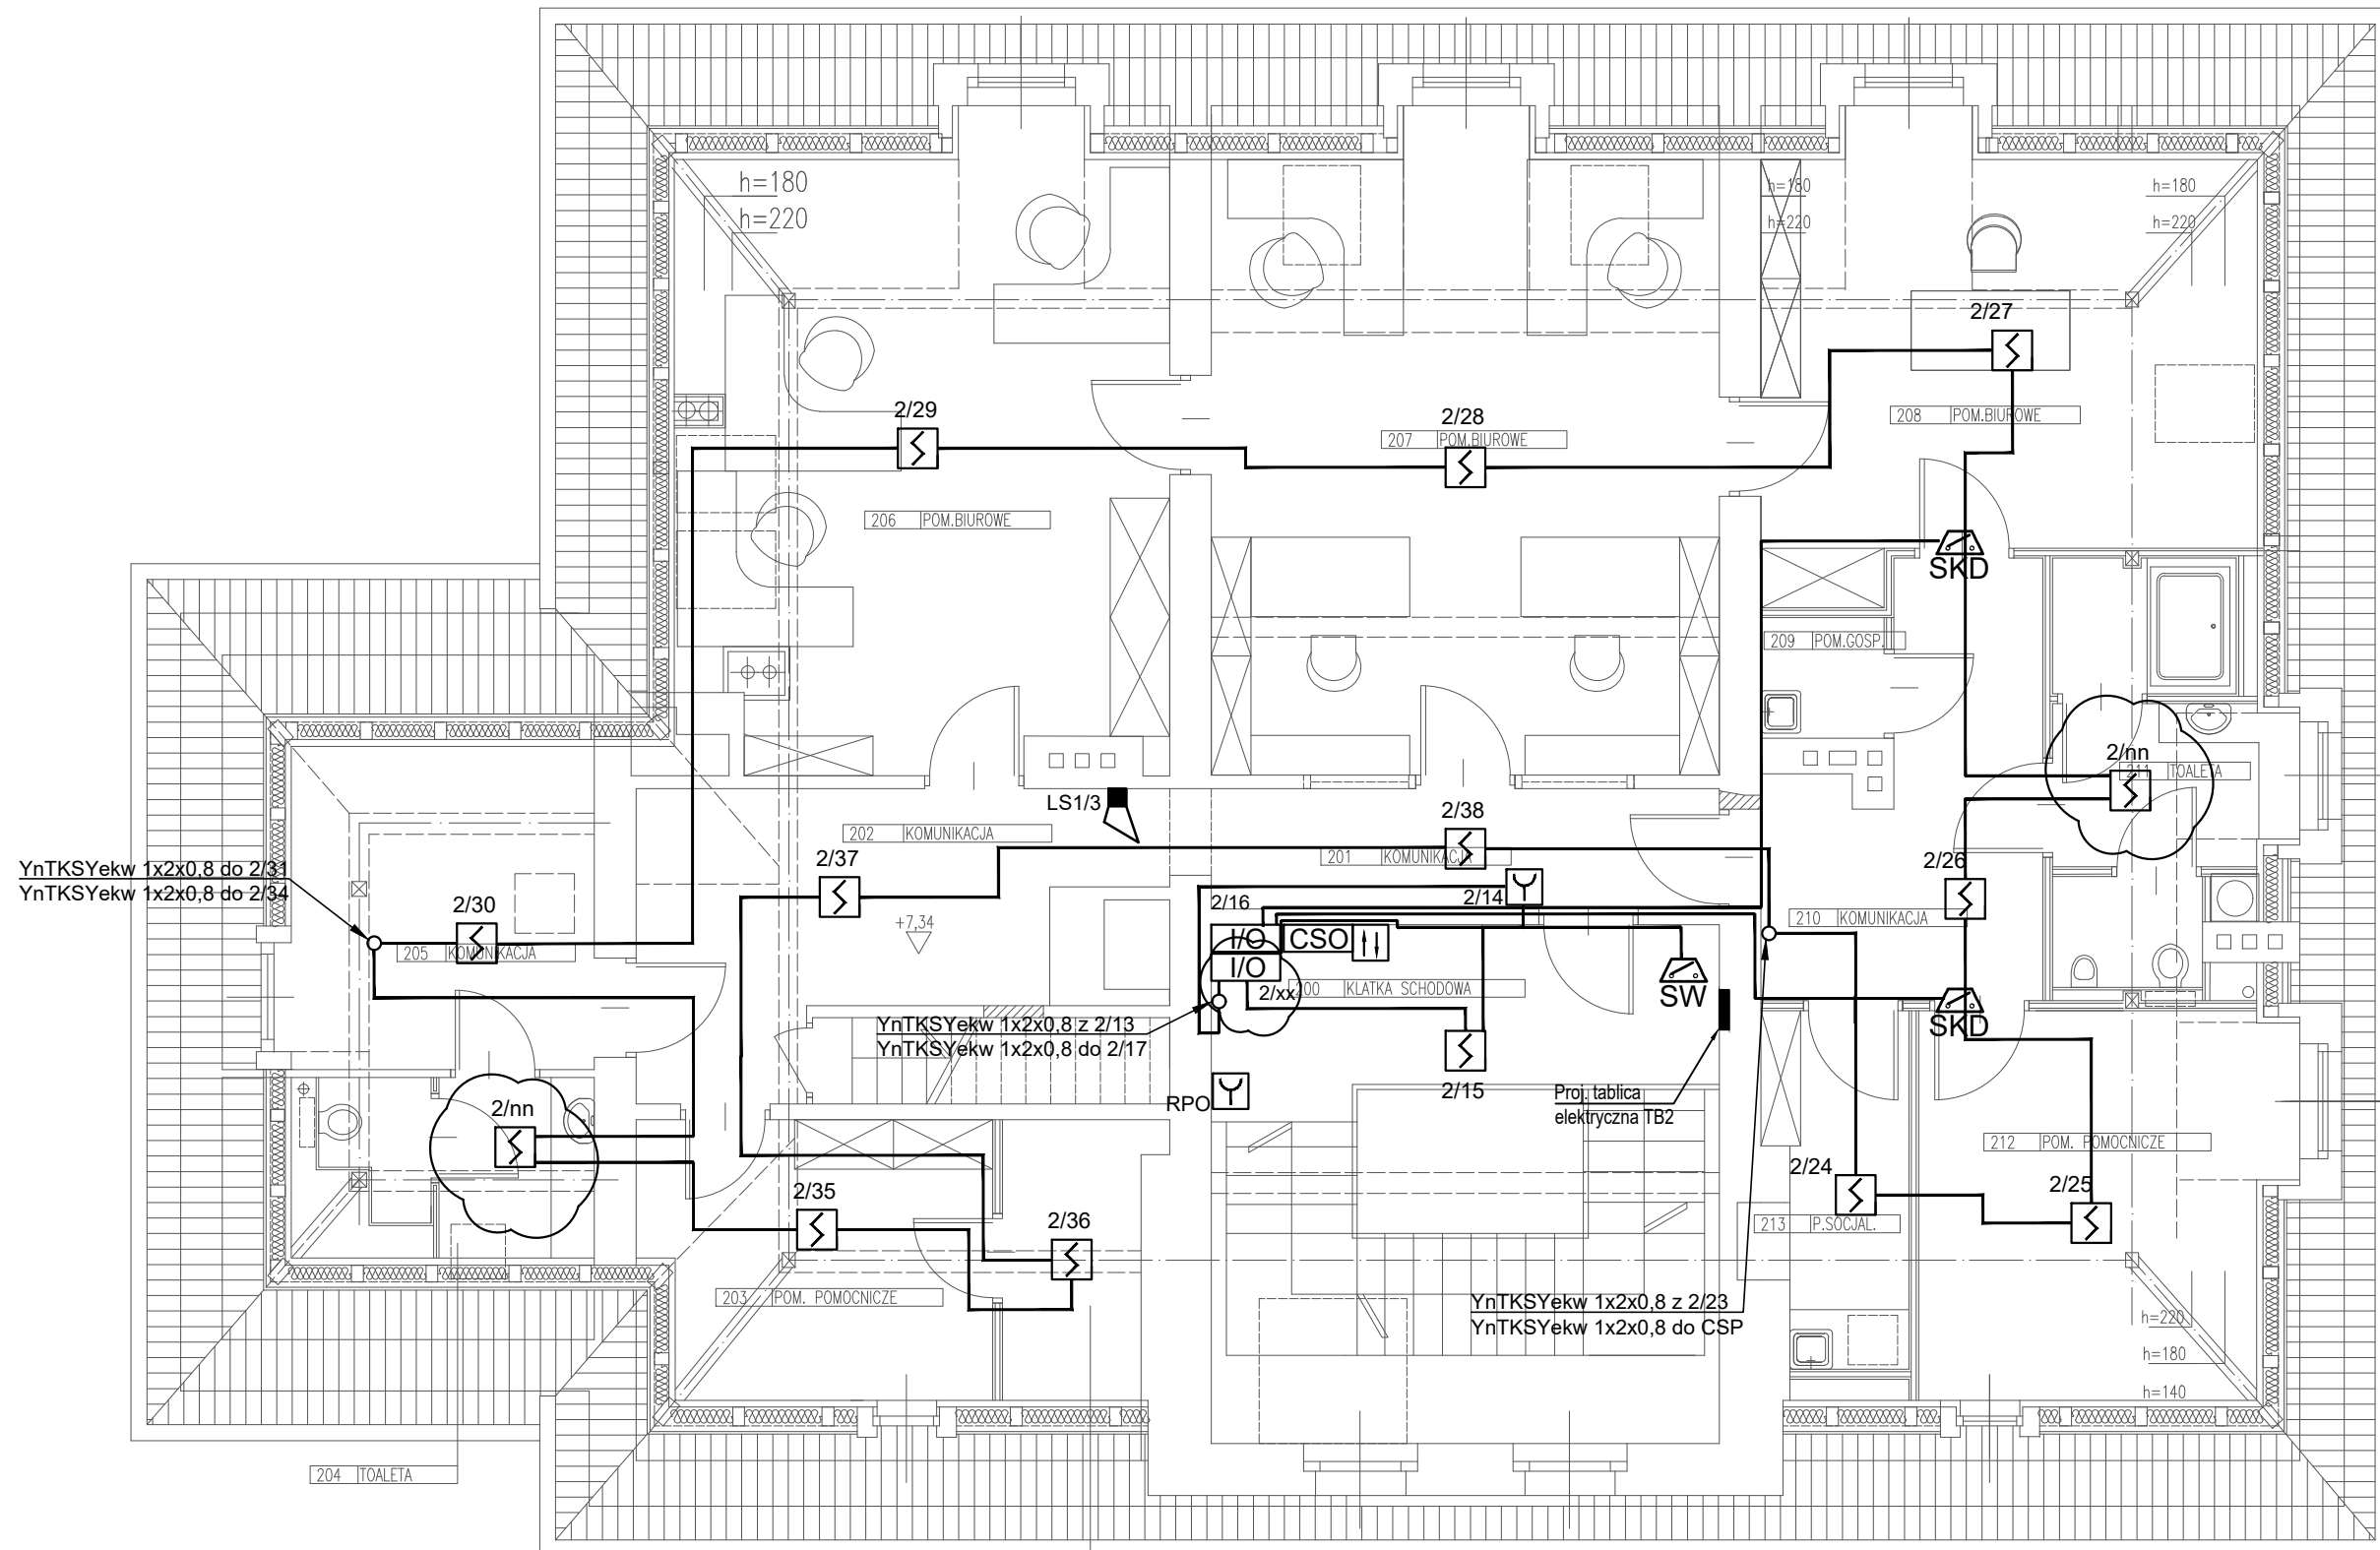 h=180
h=220
h=180
h=220
h=180
h=220
2/27
2/29
2/28
208 POM.BIUROWE
207 POM.BIUROWE
206 POM.BIUROWE
SKD
209 POM.GOSP.
2/nn
211 TOALETA
LS1/3
202 KOMUNIKACJA
2/38
201 KOMUNIKACJA
2/37
2/26
YnTKSYekw 1x2x0,8 do 2/31
YnTKSYekw 1x2x0,8 do 2/34
2/30
205 KOMUNIKACJA
+7,34
2/16
2/14
210 KOMUNIKACJA
I/O
CSO
I/O
2/xx
200 KLATKA SCHODOWA
SW
SKD
YnTKSYekw 1x2x0,8 z 2/13
YnTKSYekw 1x2x0,8 do 2/17
2/15
RPO
Proj. tablica
elektryczna TB2
2/nn
212 POM. POMOCNICZE
2/24
2/25
2/35
2/36
213 P.SOCJAL.
203 POM. POMOCNICZE
YnTKSYekw 1x2x0,8 z 2/23
YnTKSYekw 1x2x0,8 do CSP
h=220
h=180
h=140
204 TOALETA